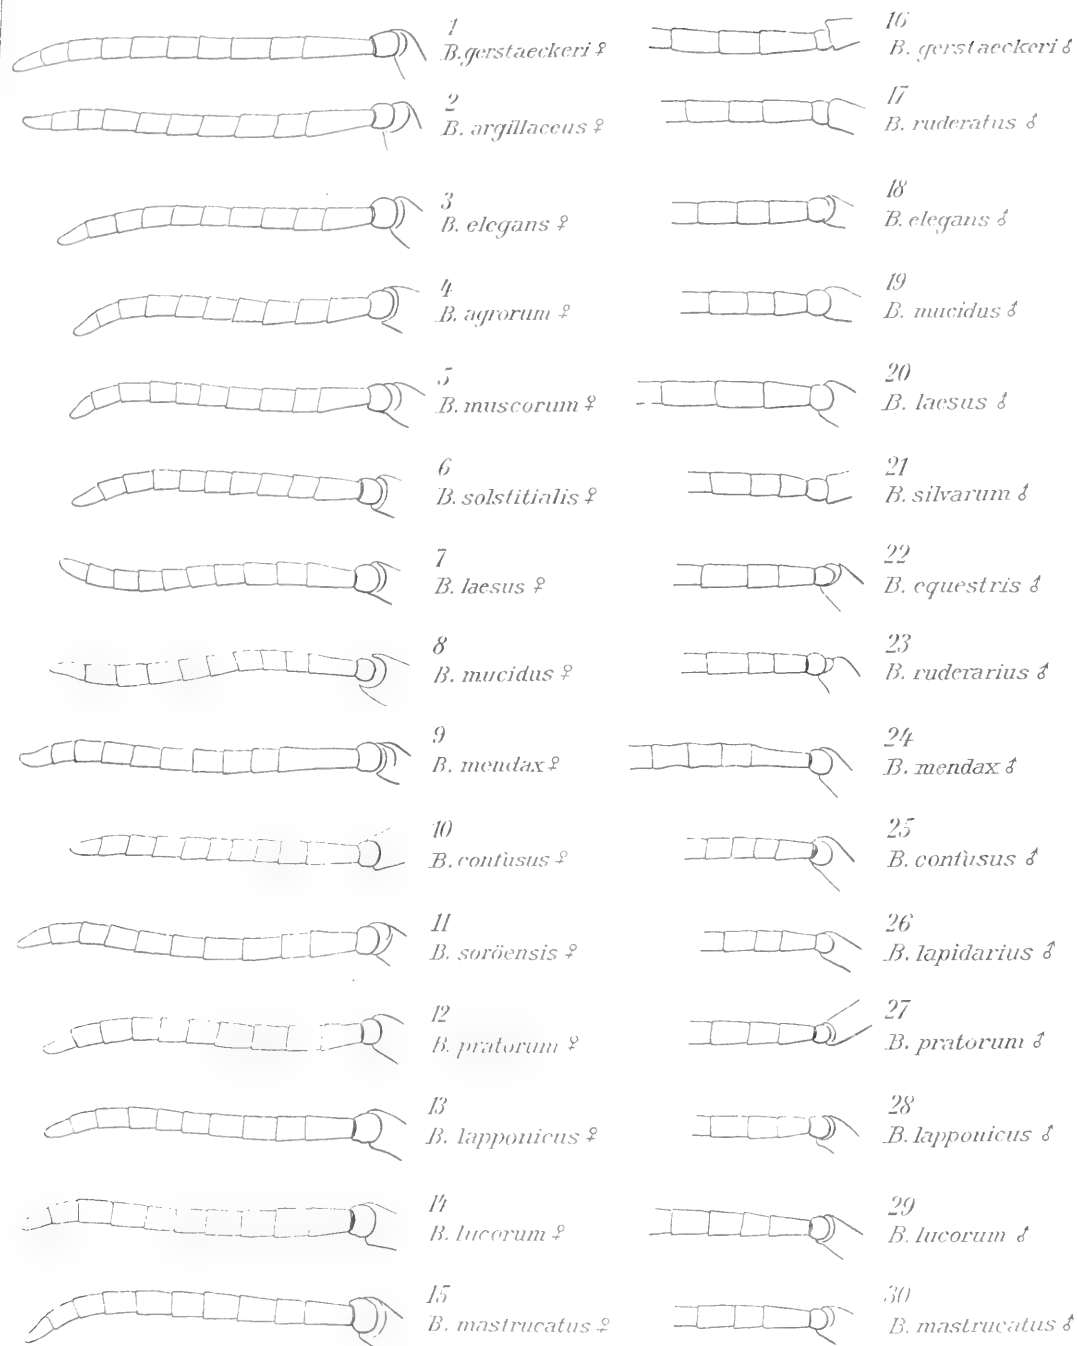 1
B. gerstaeckeri ♀
2
B. argillaceus ♀
3
B. elegans ♀
4
B. agrorum ♀
5
B. muscorum ♀
6
B. solstitialis ♀
7
B. laesus ♀
8
B. mucidus ♀
9
B. mendax ♀
10
B. confusus ♀
11
B. soröensis ♀
12
B. pratorum ♀
13
B. lapponicus ♀
14
B. lucorum ♀
15
B. mastrucatus ♀
16
B. gerstaeckeri ♂
17
B. ruderatus ♂
18
B. elegans ♂
19
B. mucidus ♂
20
B. laesus ♂
21
B. silvarum ♂
22
B. equestris ♂
23
B. ruderarius ♂
24
B. mendax ♂
25
B. confusus ♂
26
B. lapidarius ♂
27
B. pratorum ♂
28
B. lapponicus ♂
29
B. lucorum ♂
30
B. mastrucatus ♂